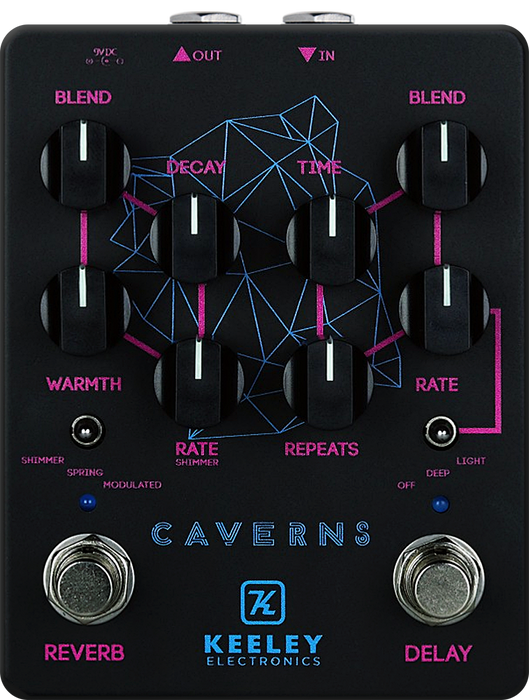 9VDC
OUT
IN
BLEND
BLEND
DECAY
TIME
WARMTH
RATE
RATE
SHIMMER
REPEATS
SHIMMER
SPRING
MODULATED
LIGHT
DEEP
OFF
CAVERNS
K
KEELEY
ELECTRONICS
REVERB
DELAY